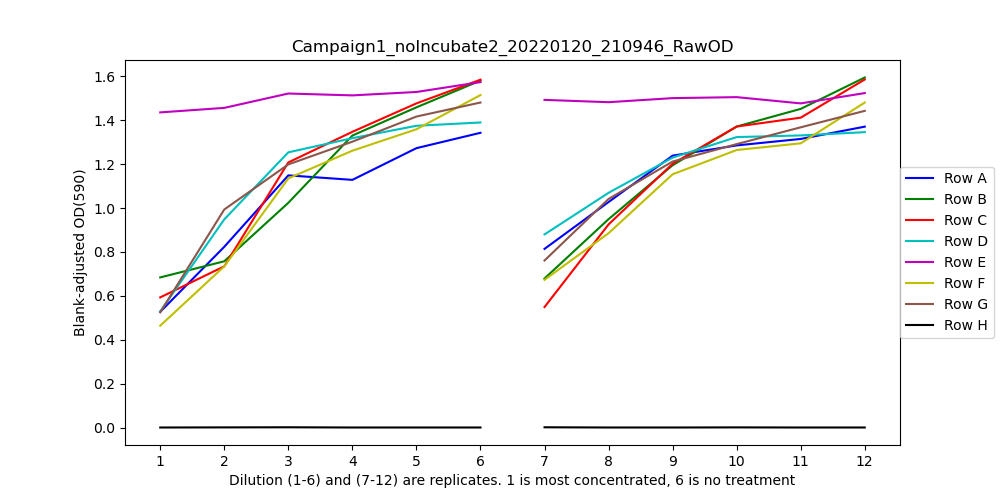 Campaign1_noIncubate2_20220120_210946_RawOD
Blank-adjusted OD(590)
1.6
1.4
1.2
1.0
0.8
0.6
0.4
0.2
0.0
1 2 3 4 5 6 7 8 9 10 11 12
Dilution (1-6) and (7-12) are replicates. 1 is most concentrated, 6 is no treatment
Row A
Row B
Row C
Row D
Row E
Row F
Row G
Row H